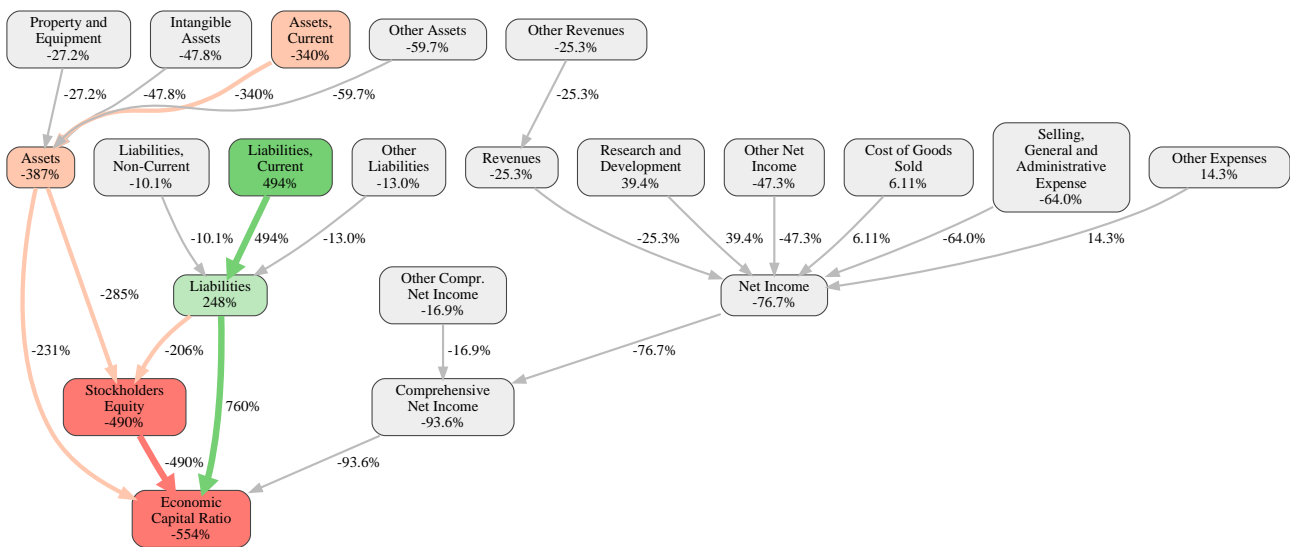 Property and
Equipment
-27.2%
Intangible
Assets
-47.8%
Assets,
Current
-340%
Other Assets
-59.7%
Other Revenues
-25.3%
-27.2%
-47.8%
-340%
-59.7%
-25.3%
Assets
-387%
Liabilities,
Non-Current
-10.1%
Liabilities,
Current
494%
Other
Liabilities
-13.0%
Revenues
-25.3%
Research and
Development
39.4%
Other Net
Income
-47.3%
Cost of Goods
Sold
6.11%
Selling,
General and
Administrative
Expense
-64.0%
Other Expenses
14.3%
-10.1%
494%
-13.0%
-25.3%
39.4%
-47.3%
6.11%
-64.0%
14.3%
-285%
Liabilities
248%
Other Compr.
Net Income
-16.9%
Net Income
-76.7%
-231%
-206%
-16.9%
-76.7%
Stockholders
Equity
-490%
760%
Comprehensive
Net Income
-93.6%
-490%
-93.6%
Economic
Capital Ratio
-554%